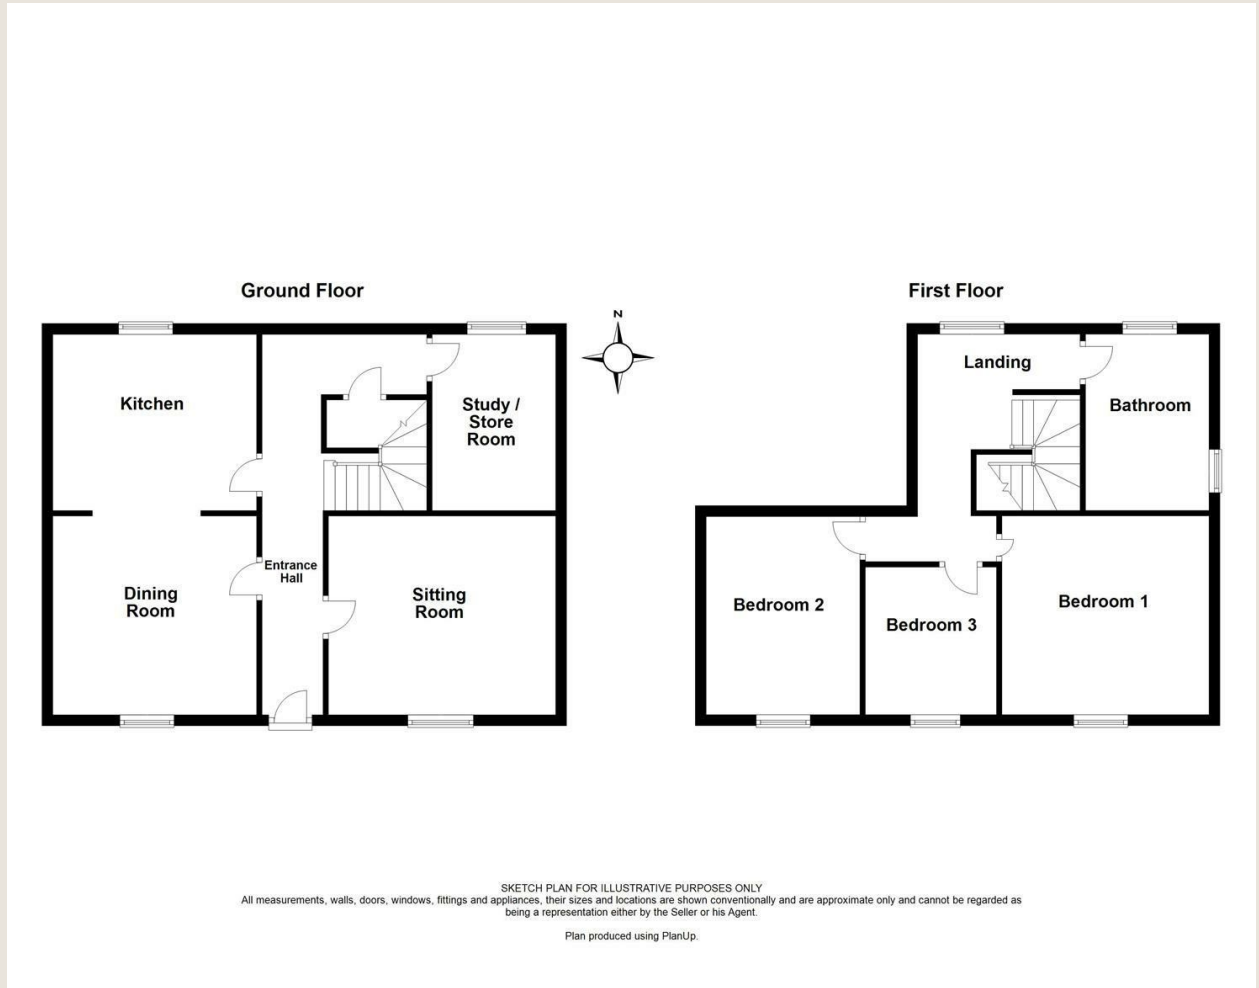 Ground Floor
First Floor
N
Kitchen
Study /
Store
Room
Landing
Bathroom
Entrance
Hall
Dining
Room
Sitting
Room
Bedroom 2
Bedroom 3
Bedroom 1
SKETCH PLAN FOR ILLUSTRATIVE PURPOSES ONLY
All measurements, walls, doors, windows, fittings and appliances, their sizes and locations are shown conventionally and are approximate only and cannot be regarded as
being a representation either by the Seller or his Agent.
Plan produced using PlanUp.